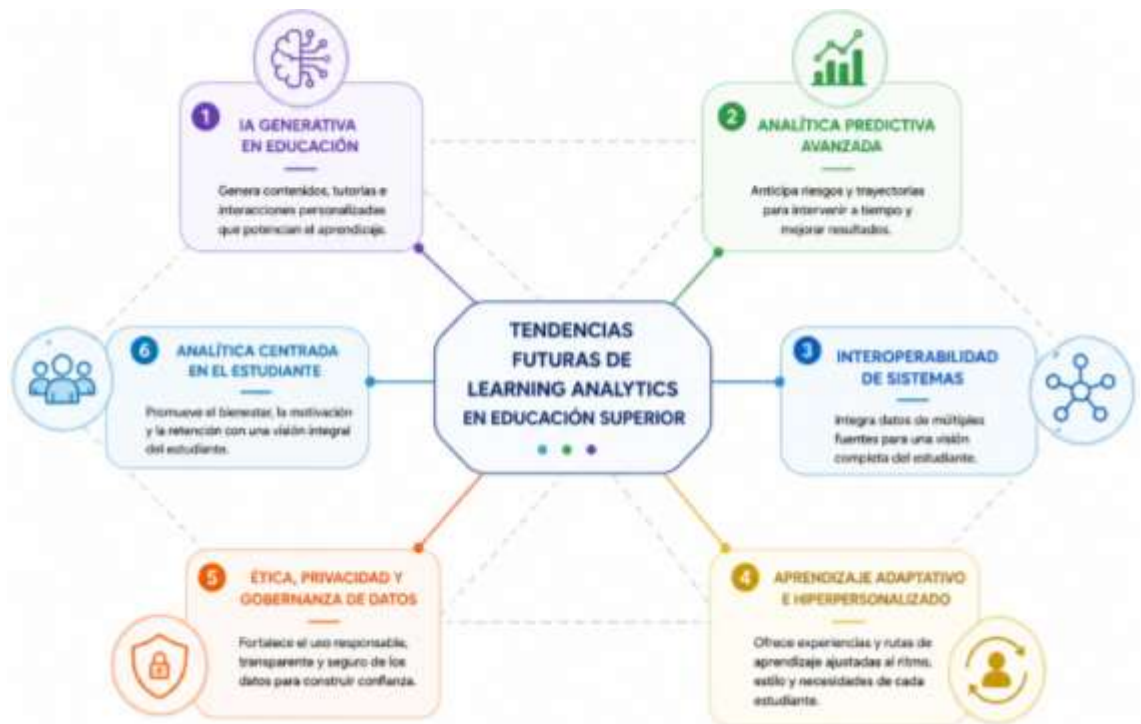 1
IA GENERATIVA
EN EDUCACIÓN
Genera contenidos, tutorías e
interacciones personalizadas
que potencian el aprendizaje.
2
ANALÍTICA PREDICTIVA
AVANZADA
Anticipa riesgos y trayectorias
para intervenir a tiempo y
mejorar resultados.
TENDENCIAS
FUTURAS DE
LEARNING ANALYTICS
EN EDUCACIÓN SUPERIOR
3
INTEROPERABILIDAD
DE SISTEMAS
Integra datos de múltiples
fuentes para una visión
completa del estudiante.
4
APRENDIZAJE ADAPTATIVO
E HIPERPERSONALIZADO
Ofrece experiencias y rutas de
aprendizaje ajustadas al ritmo,
estilo y necesidades de cada
estudiante.
5
ÉTICA, PRIVACIDAD Y
GOBERNANZA DE DATOS
Fortalece el uso responsable,
transparente y seguro de los
datos para construir confianza.
6
ANALÍTICA CENTRADA
EN EL ESTUDIANTE
Promueve el bienestar, la motivación
y la retención con una visión integral
del estudiante.